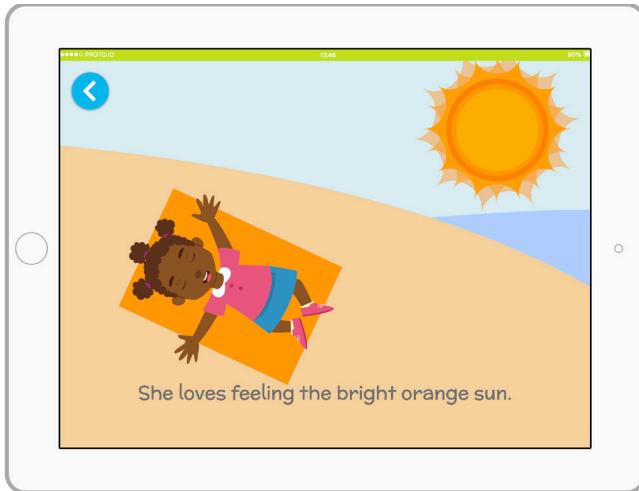 ●●●●○ PROTO.IO 12:45 90%
She loves feeling the bright orange sun.